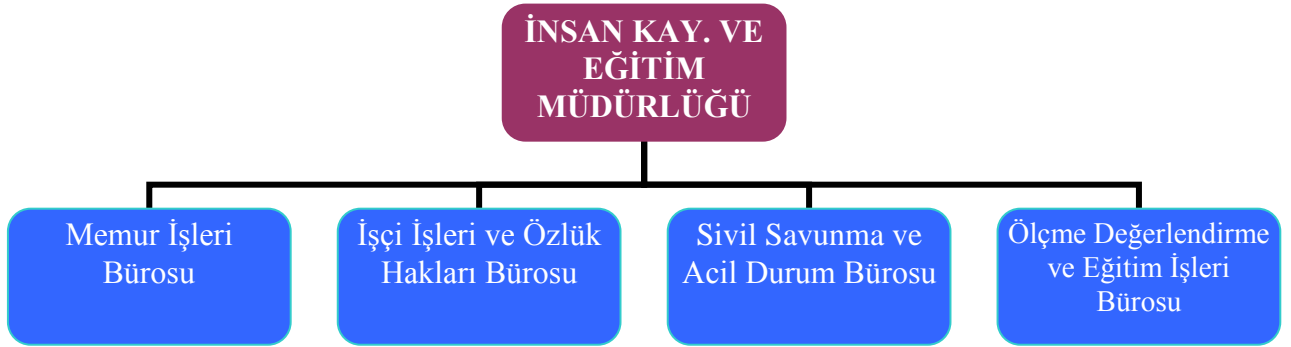 İNSAN KAY. VE
EĞİTİM
MÜDÜRLÜĞÜ
Memur İşleri
Bürosu
İşçi İşleri ve Özlük
Hakları Bürosu
Sivil Savunma ve
Acil Durum Bürosu
Ölçme Değerlendirme
ve Eğitim İşleri
Bürosu